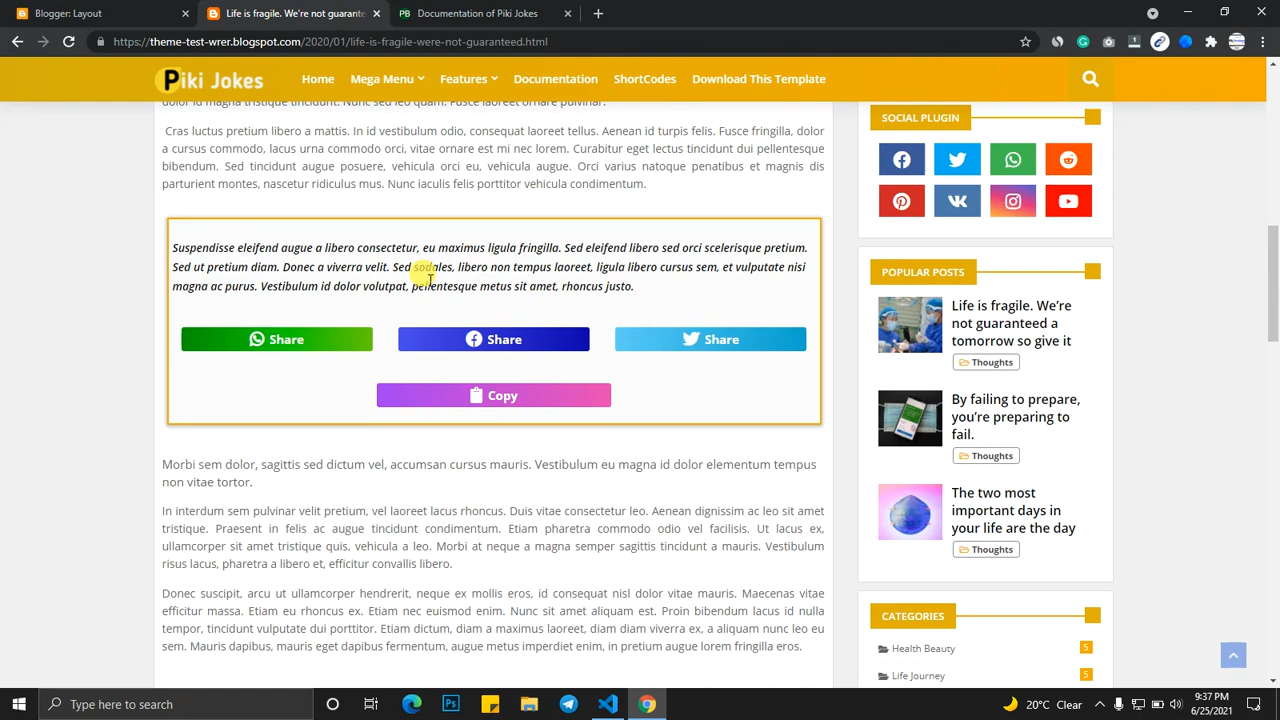 Blogger: Layout
Life is fragile. We're not guarante
Documentation of Piki Jokes
https://theme-test-wrer.blogspot.com/2020/01/life-is-fragile-were-not-guaranteed.html
Piki Jokes
Home Mega Menu Features Documentation ShortCodes Download This Template
dolor id magna tristique tincidunt. Nunc sed leo quam. Fusce laoreet ornare pulvinar.
Cras luctus pretium libero a mattis. In id vestibulum odio, consequat laoreet tellus. Aenean id turpis felis. Fusce fringilla, dolor
a cursus commodo, lacus urna commodo orci, vitae ornare est mi nec lorem. Curabitur eget lectus tincidunt dui pellentesque
bibendum. Sed tincidunt augue posuere, vehicula orci eu, vehicula augue. Orci varius natoque penatibus et magnis dis
parturient montes, nascetur ridiculus mus. Nunc iaculis felis porttitor vehicula condimentum.
Suspendisse eleifend augue a libero consectetur, eu maximus ligula fringilla. Sed eleifend libero sed orci scelerisque pretium.
Sed ut pretium diam. Donec a viverra velit. Sed sodales, libero non tempus laoreet, ligula libero cursus sem, et vulputate nisi
magna ac purus. Vestibulum id dolor volutpat, pellentesque metus sit amet, rhoncus justo.
Share
Share
Share
Copy
Morbi sem dolor, sagittis sed dictum vel, accumsan cursus mauris. Vestibulum eu magna id dolor elementum tempus
non vitae tortor.
In interdum sem pulvinar velit pretium, vel laoreet lacus rhoncus. Duis vitae consectetur leo. Aenean dignissim ac leo sit amet
tristique. Praesent in felis ac augue tincidunt condimentum. Etiam pharetra commodo odio vel facilisis. Ut lacus ex,
ullamcorper sit amet tristique quis, vehicula a leo. Morbi at neque a magna semper sagittis tincidunt a mauris. Vestibulum
risus lacus, pharetra a libero et, efficitur convallis libero.
Donec suscipit, arcu ut ullamcorper hendrerit, neque ex mollis eros, id consequat nisl dolor vitae mauris. Maecenas vitae
efficitur massa. Etiam eu rhoncus ex. Etiam nec euismod enim. Nunc sit amet aliquam est. Proin bibendum lacus id nulla
tempor, tincidunt vulputate dui porttitor. Etiam dictum, diam a maximus laoreet, diam diam viverra ex, a aliquam nunc leo eu
sem. Mauris dapibus, mauris eget dapibus fermentum, augue metus imperdiet enim, in pretium augue lorem fringilla eros.
SOCIAL PLUGIN
POPULAR POSTS
Life is fragile. We're
not guaranteed a
tomorrow so give it
Thoughts
By failing to prepare,
you're preparing to
fail.
Thoughts
The two most
important days in
your life are the day
Thoughts
CATEGORIES
Health Beauty 5
Life Journey 5
Type here to search
20°C Clear
9:37 PM
6/25/2021